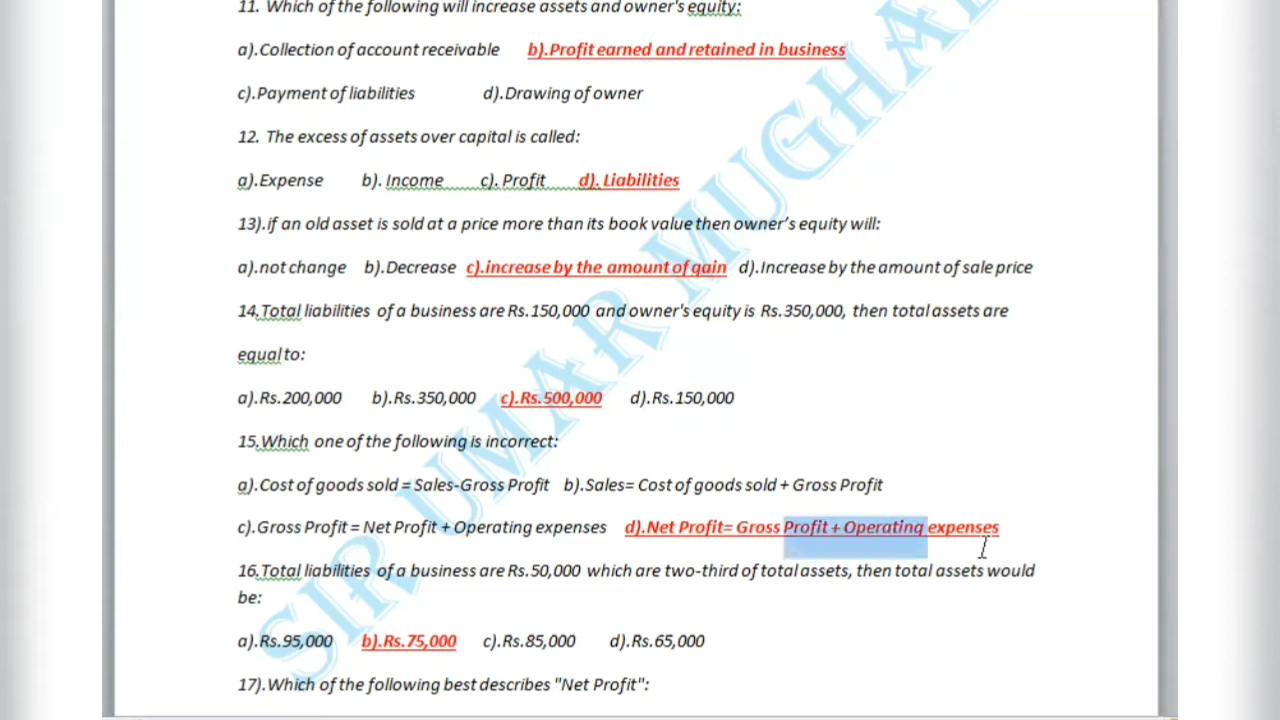 11. Which of the following will increase assets and owner's equity:
a).Collection of account receivable b).Profit earned and retained in business
c).Payment of liabilities d).Drawing of owner
12. The excess of assets over capital is called:
a).Expense b). Income c). Profit d). Liabilities
13).if an old asset is sold at a price more than its book value then owner's equity will:
a).not change b).Decrease c).increase by the amount of gain d).Increase by the amount of sale price
14.Total liabilities of a business are Rs.150,000 and owner's equity is Rs.350,000, then total assets are
equal to:
a).Rs.200,000 b).Rs.350,000 c).Rs.500,000 d).Rs.150,000
15.Which one of the following is incorrect:
a).Cost of goods sold = Sales-Gross Profit b).Sales= Cost of goods sold + Gross Profit
c).Gross Profit = Net Profit + Operating expenses d).Net Profit= Gross Profit + Operating expenses
16.Total liabilities of a business are Rs.50,000 which are two-third of total assets, then total assets would
be:
a).Rs.95,000 b).Rs.75,000 c).Rs.85,000 d).Rs.65,000
17).Which of the following best describes "Net Profit":
SIR UMAR MUGHA